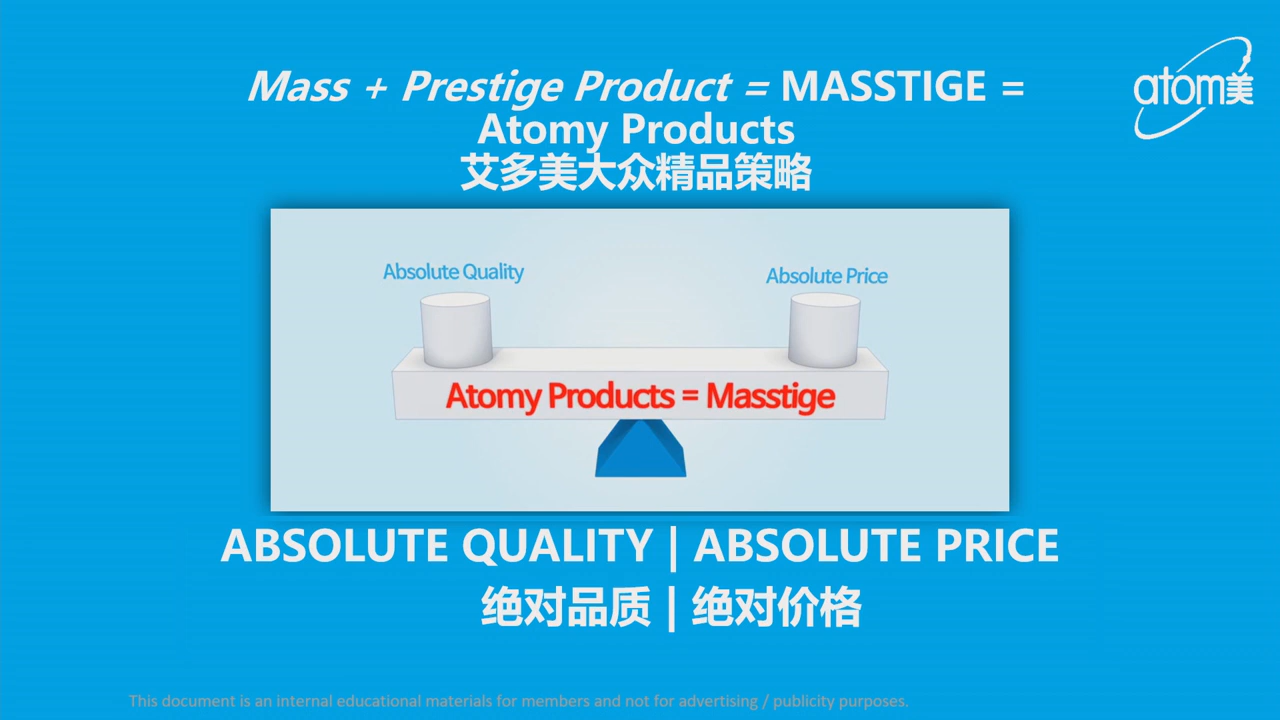 Mass + Prestige Product = MASSTIGE =
Atomy Products
艾多美大众精品策略
atom美
Absolute Quality
Absolute Price
Atomy Products = Masstige
ABSOLUTE QUALITY | ABSOLUTE PRICE
绝对品质 | 绝对价格
This document is an internal educational materials for members and not for advertising / publicity purposes.